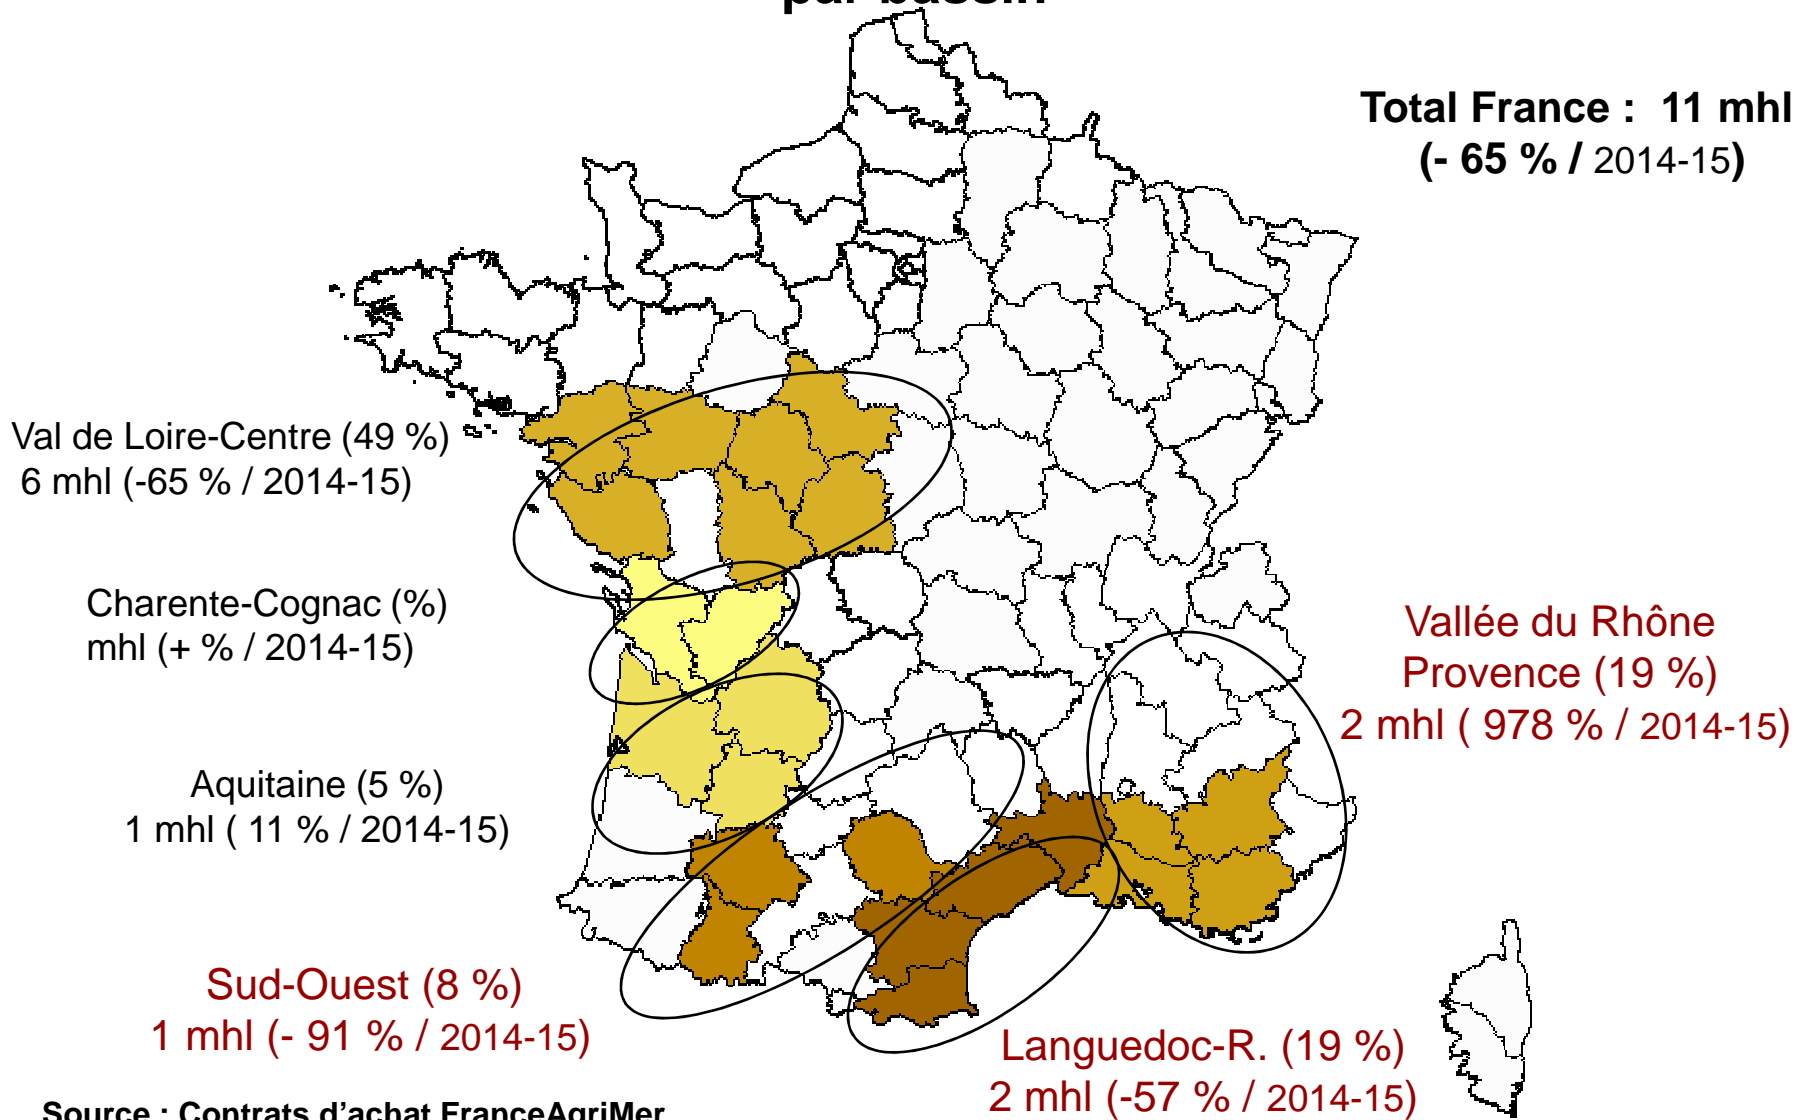 par bassin
Total France : 11 mhl
(- 65 % / 2014-15)
Val de Loire-Centre (49 %)
6 mhl (-65 % / 2014-15)
Charente-Cognac (%)
mhl (+ % / 2014-15)
Vallée du Rhône
Provence (19 %)
2 mhl ( 978 % / 2014-15)
Aquitaine (5 %)
1 mhl ( 11 % / 2014-15)
Sud-Ouest (8 %)
1 mhl (- 91 % / 2014-15)
Languedoc-R. (19 %)
2 mhl (-57 % / 2014-15)
Source : Contrats d'achat FranceAgriMer